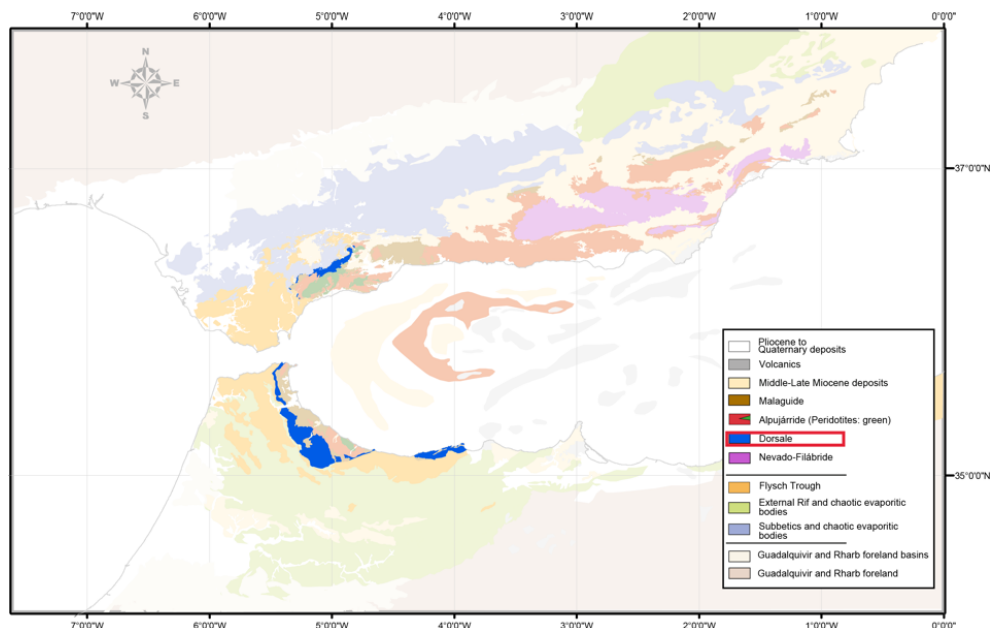 7°0'0"W 6°0'0"W 5°0'0"W 4°0'0"W 3°0'0"W 2°0'0"W 1°0'0"W 0°0'0"
N
W E
S
37°0'0"N
Pliocene to
Quaternary deposits
Volcanics
Middle-Late Miocene deposits
Malaguide
Alpujárride (Peridotites: green)
Dorsale
Nevado-Filábride
35°0'0"N
Flysch Trough
External Rif and chaotic evaporitic
bodies
Subbetics and chaotic evaporitic
bodies
Guadalquivir and Rharb foreland basins
Guadalquivir and Rharb foreland
7°0'0"W 6°0'0"W 5°0'0"W 4°0'0"W 3°0'0"W 2°0'0"W 1°0'0"W 0°0'0"